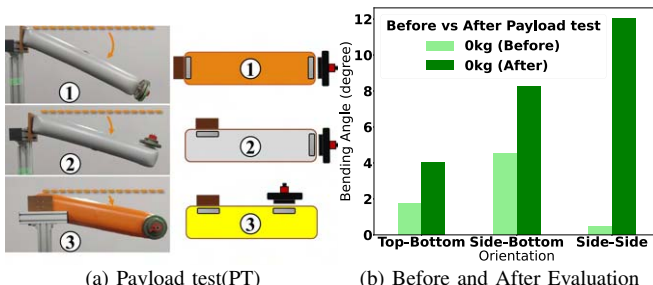 1
2
3
1
2
3
(a) Payload test(PT)
Before vs After Payload test
0kg (Before)
0kg (After)
Bending Angle (degree)
12
10
8
6
4
2
0
Top-Bottom Side-Bottom Side-Side
Orientation
(b) Before and After Evaluation